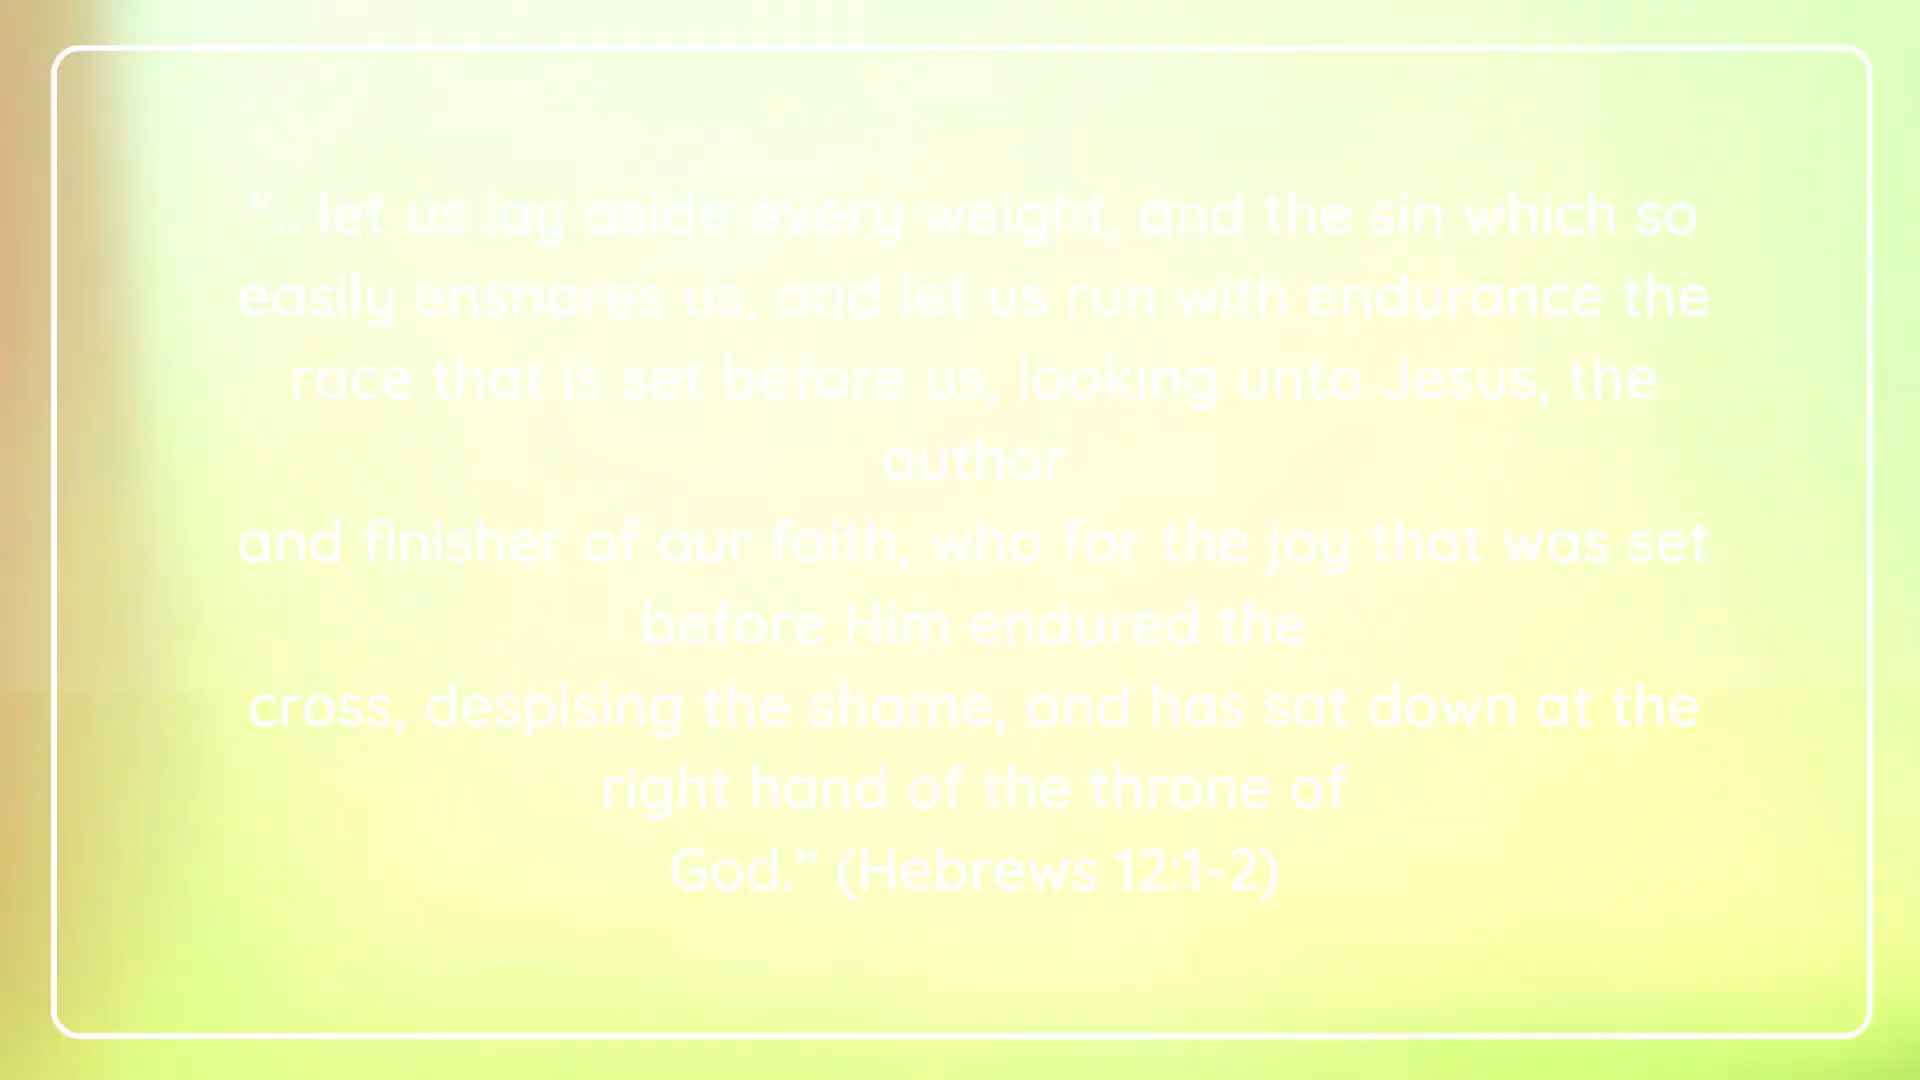 ".. let us lay aside every weight, and the sin which so
easily ensnares us, and let us run with endurance the
race that is set before us, looking unto Jesus, the
author
and finisher of our faith, who for the joy that was set
before Him endured the
cross, despising the shame, and has sat down at the
right hand of the throne of
God.” (Hebrews 12:1-2)